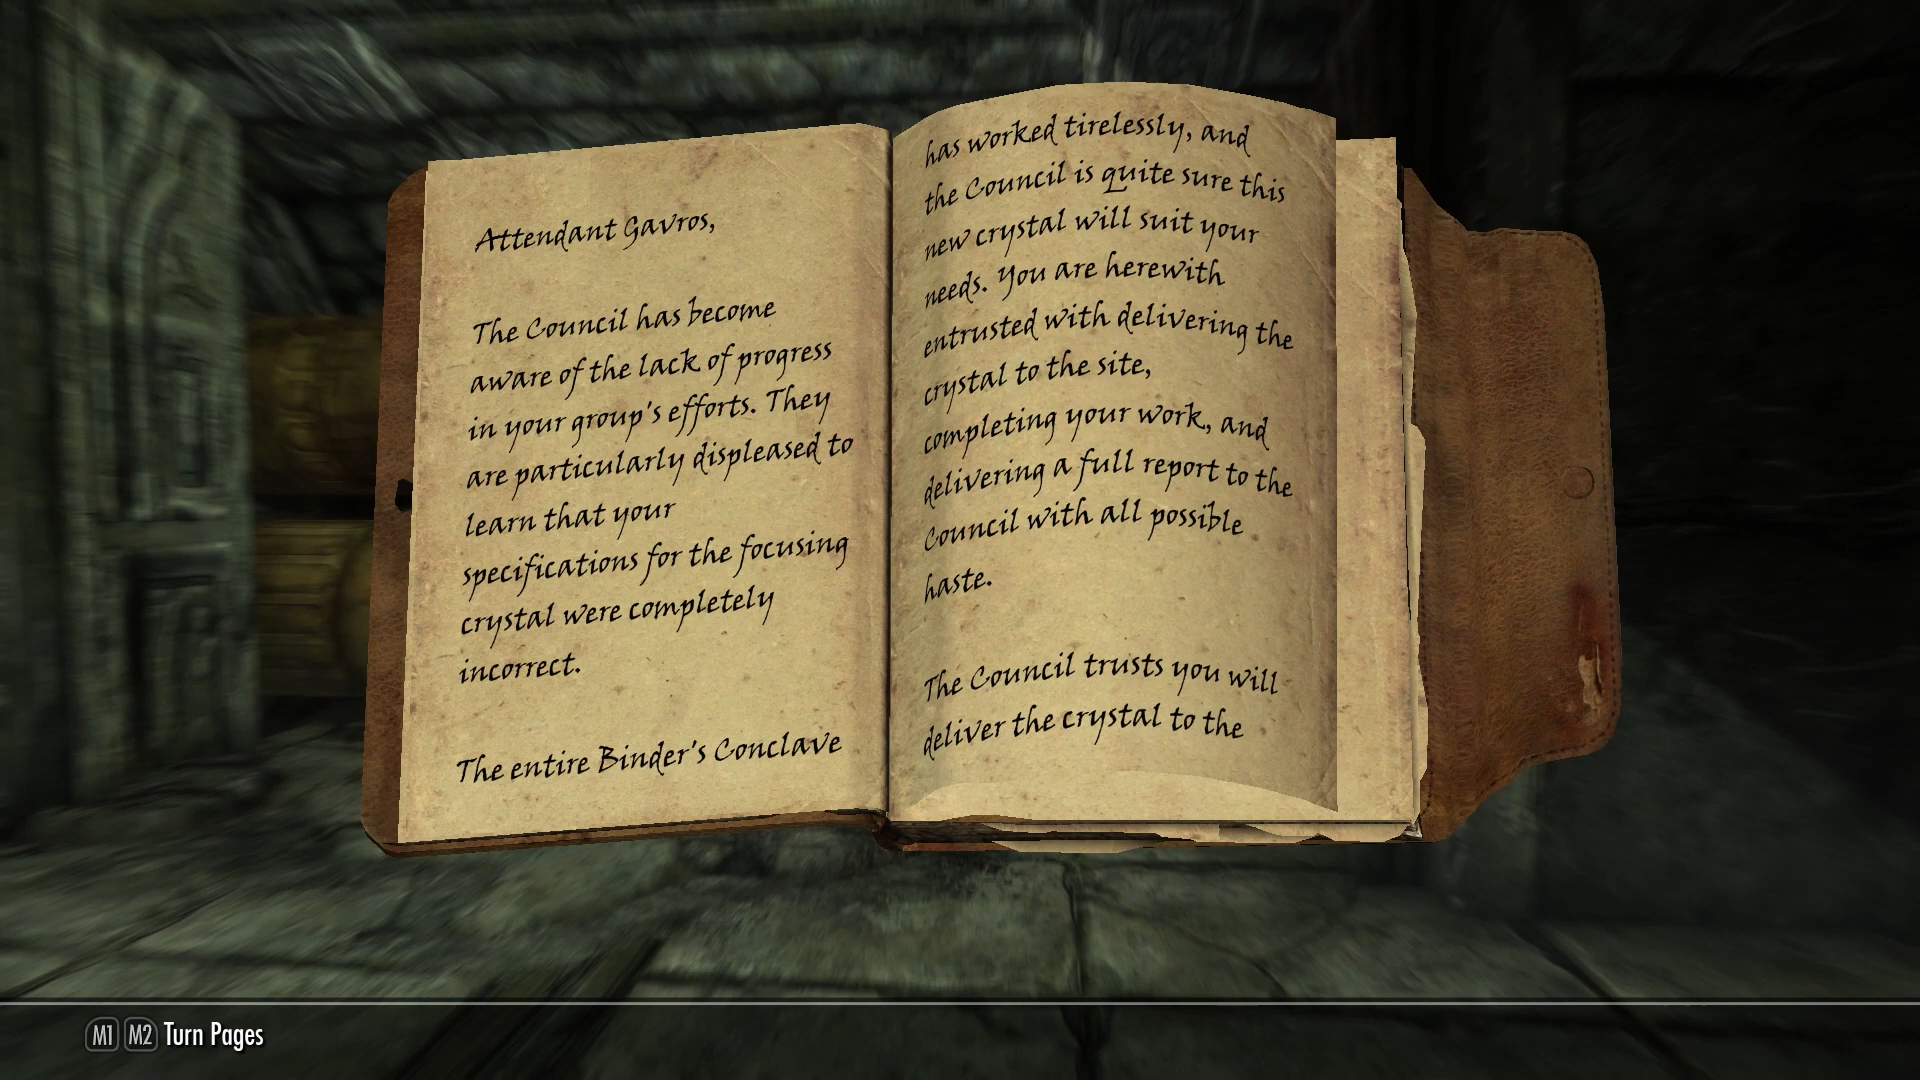 Attendant Gavros,
The Council has become
aware of the lack of progress
in your group's efforts. They
are particularly displeased to
learn that your
specifications for the focusing
crystal were completely
incorrect.
The entire Binder's Conclave
has worked tirelessly, and
the Council is quite sure this
new crystal will suit your
needs. You are herewith
entrusted with delivering the
crystal to the site,
completing your work, and
delivering a full report to the
Council with all possible
haste.
The Council trusts you will
deliver the crystal to the
M1 M2 Turn Pages